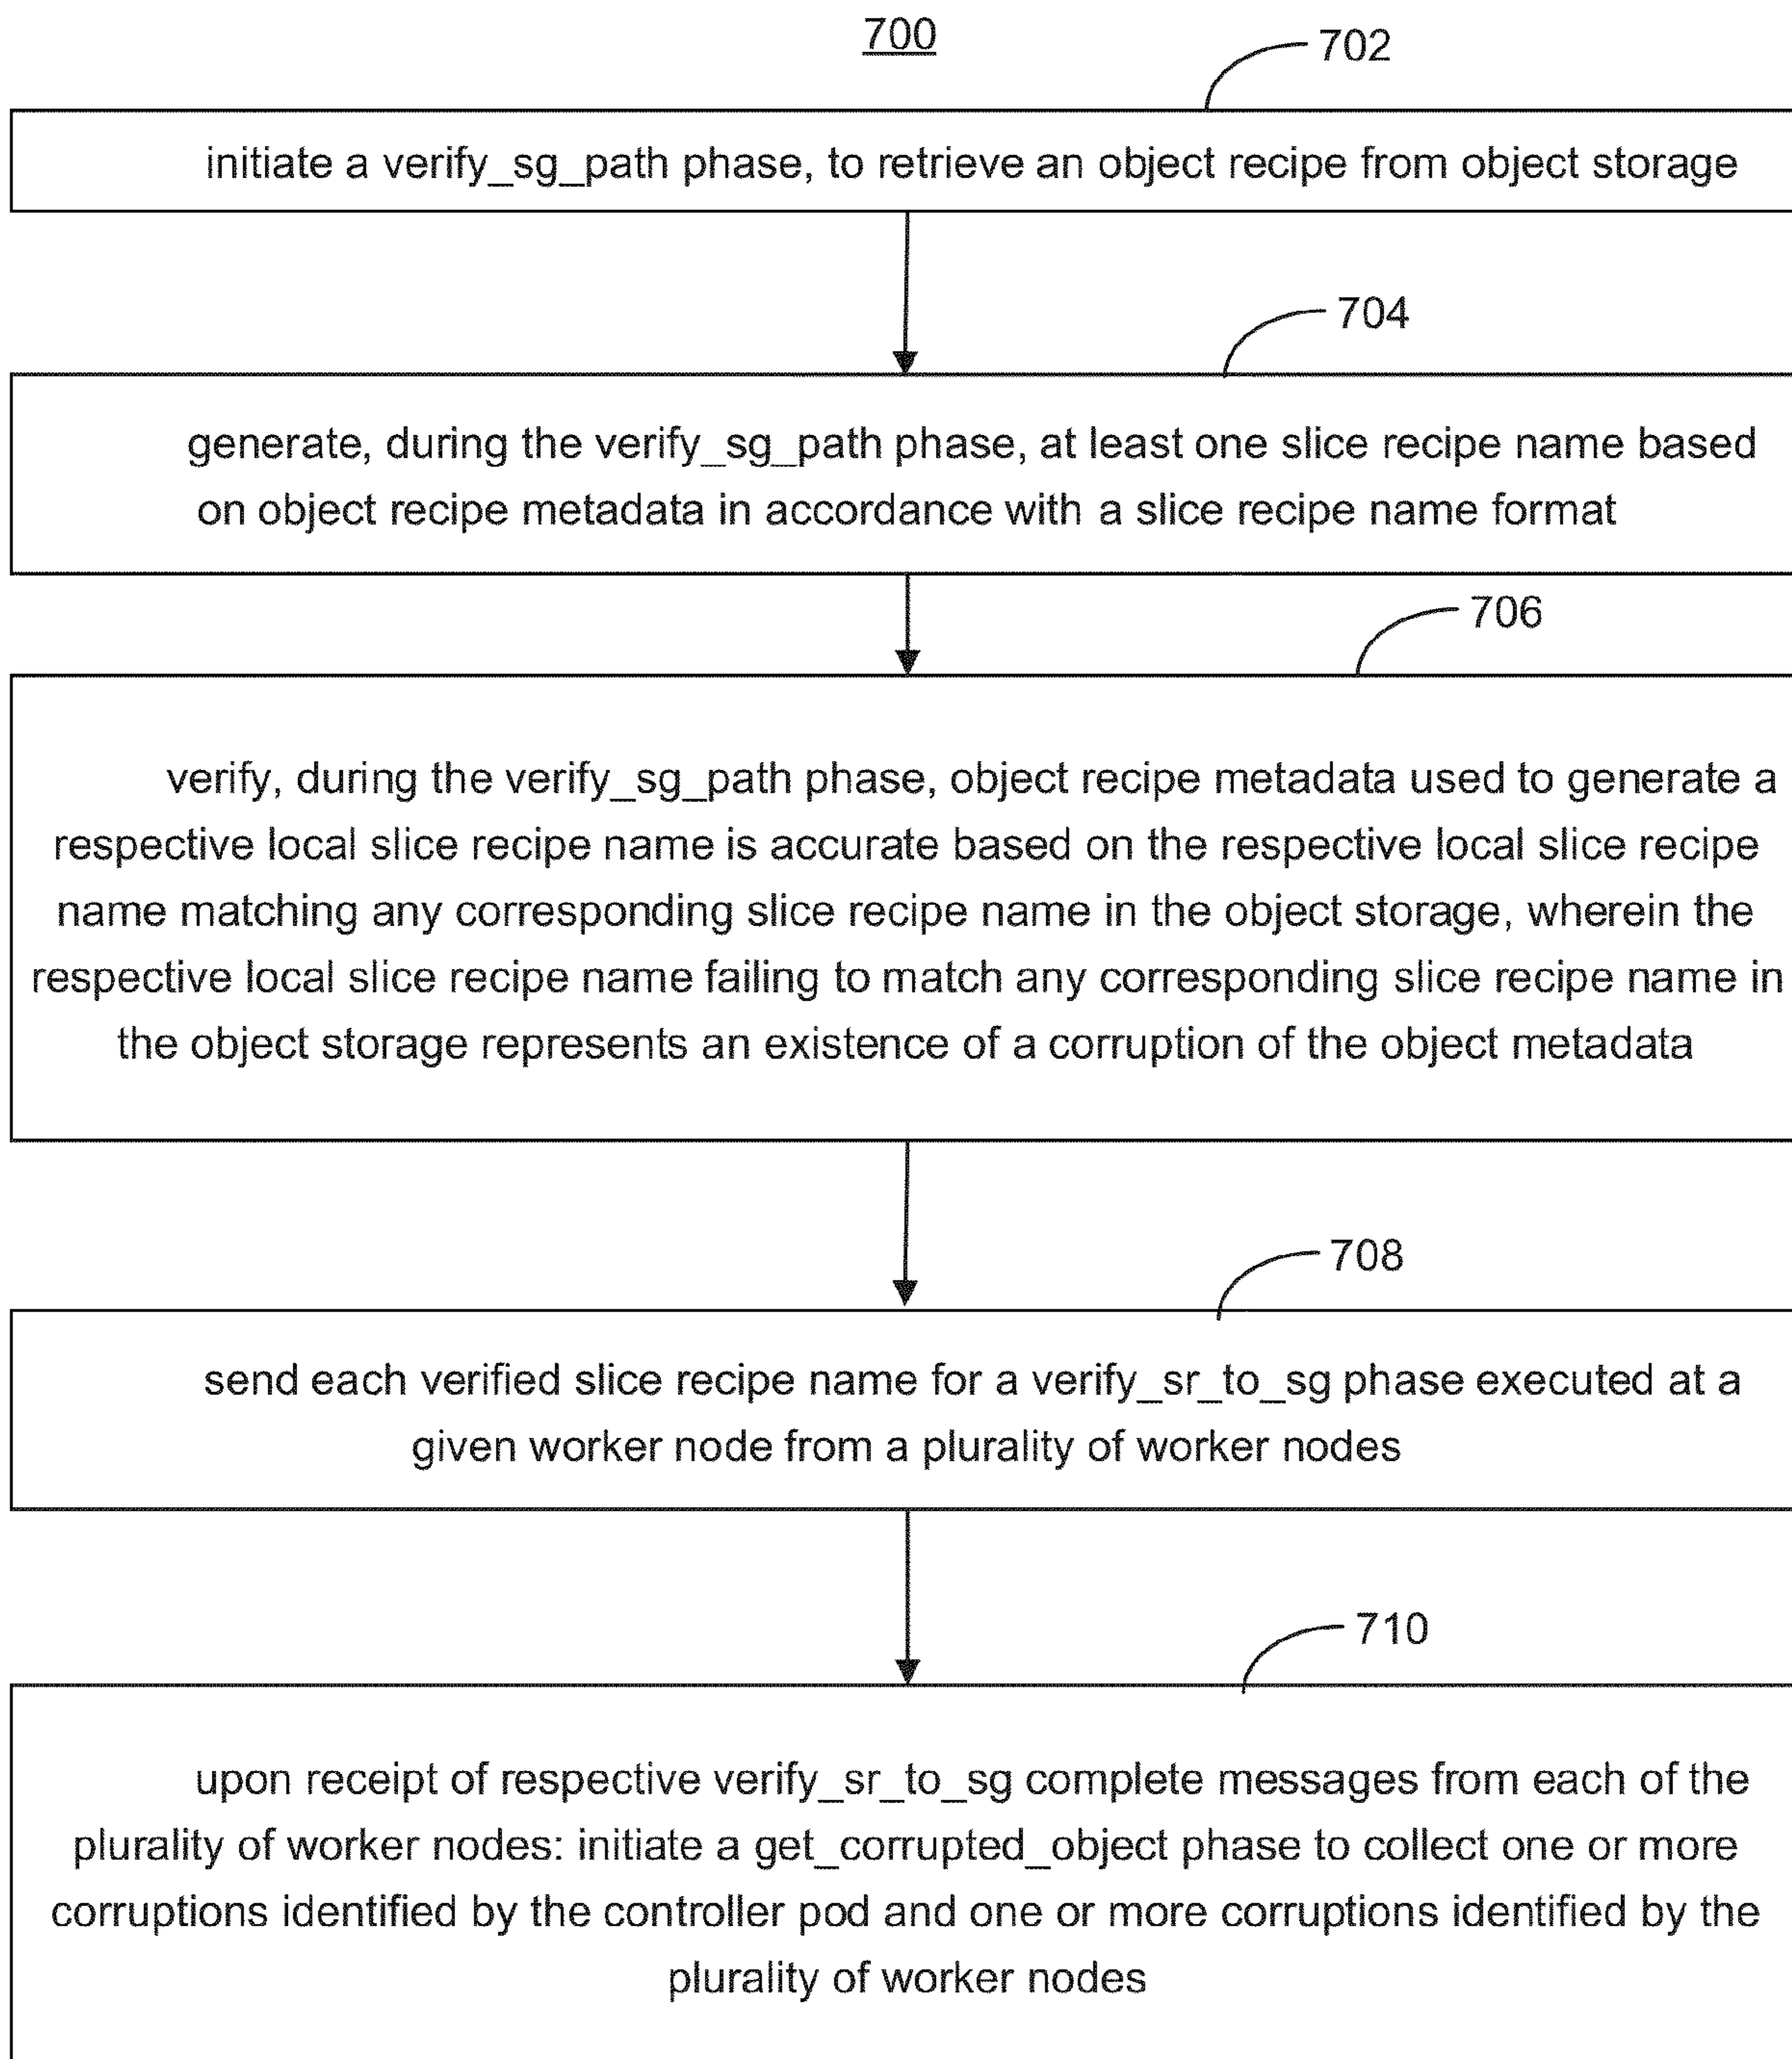 700
702
initiate a verify_sg_path phase, to retrieve an object recipe from object storage
704
generate, during the verify_sg_path phase, at least one slice recipe name based
on object recipe metadata in accordance with a slice recipe name format
706
verify, during the verify_sg_path phase, object recipe metadata used to generate a
respective local slice recipe name is accurate based on the respective local slice recipe
name matching any corresponding slice recipe name in the object storage, wherein the
respective local slice recipe name failing to match any corresponding slice recipe name in
the object storage represents an existence of a corruption of the object metadata
708
send each verified slice recipe name for a verify_sr_to_sg phase executed at a
given worker node from a plurality of worker nodes
710
upon receipt of respective verify_sr_to_sg complete messages from each of the
plurality of worker nodes: initiate a get_corrupted_object phase to collect one or more
corruptions identified by the controller pod and one or more corruptions identified by the
plurality of worker nodes